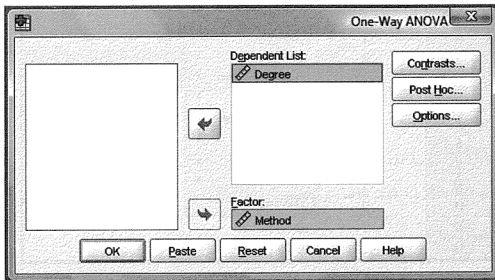 One-Way ANOVA
Dependent List:
Degree
Contrasts...
Post Hoc...
Options...
Factor:
Method
OK Paste Reset Cancel Help